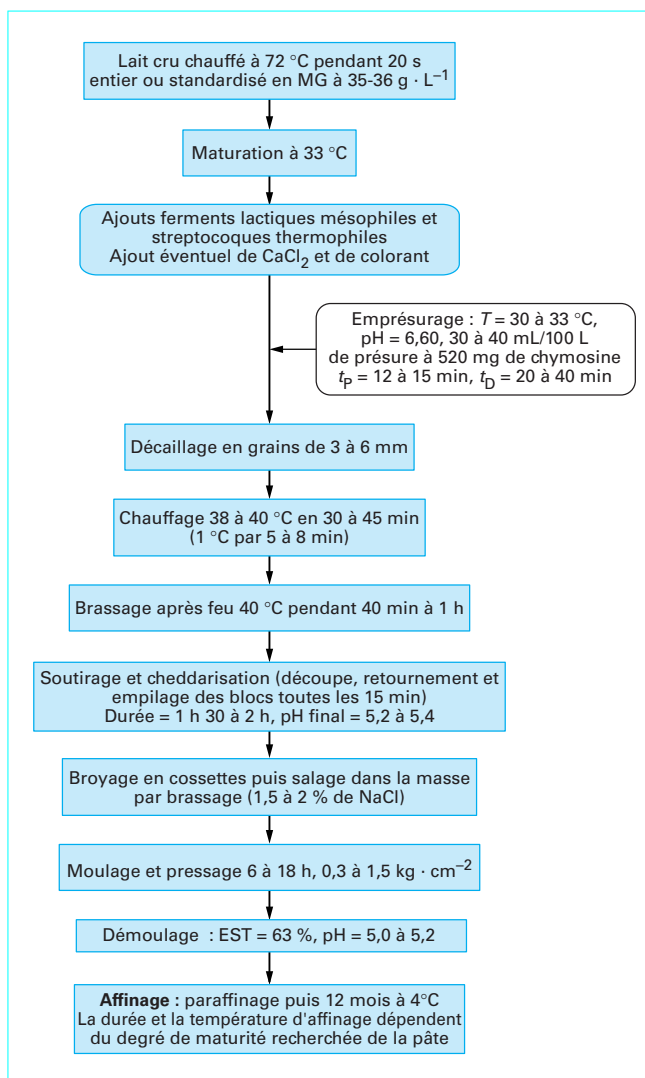 Lait cru chauffé à 72 °C pendant 20 s
entier ou standardisé en MG à 35-36 g · L⁻¹
Maturation à 33 °C
Ajouts ferments lactiques mésophiles et
streptocoques thermophiles
Ajout éventuel de CaCl₂ et de colorant
Emprésurage : T = 30 à 33 °C,
pH = 6,60, 30 à 40 mL/100 L
de présure à 520 mg de chymosine
t_P = 12 à 15 min, t_D = 20 à 40 min
Décaillage en grains de 3 à 6 mm
Chauffage 38 à 40 °C en 30 à 45 min
(1 °C par 5 à 8 min)
Brassage après feu 40 °C pendant 40 min à 1 h
Soutirage et cheddarisation (découpe, retournement et
empilage des blocs toutes les 15 min)
Durée = 1 h 30 à 2 h, pH final = 5,2 à 5,4
Broyage en cossettes puis salage dans la masse
par brassage (1,5 à 2 % de NaCl)
Moulage et pressage 6 à 18 h, 0,3 à 1,5 kg · cm⁻²
Démoulage : EST = 63 %, pH = 5,0 à 5,2
Affinage : paraffinage puis 12 mois à 4°C
La durée et la température d'affinage dépendent
du degré de maturité recherchée de la pâte